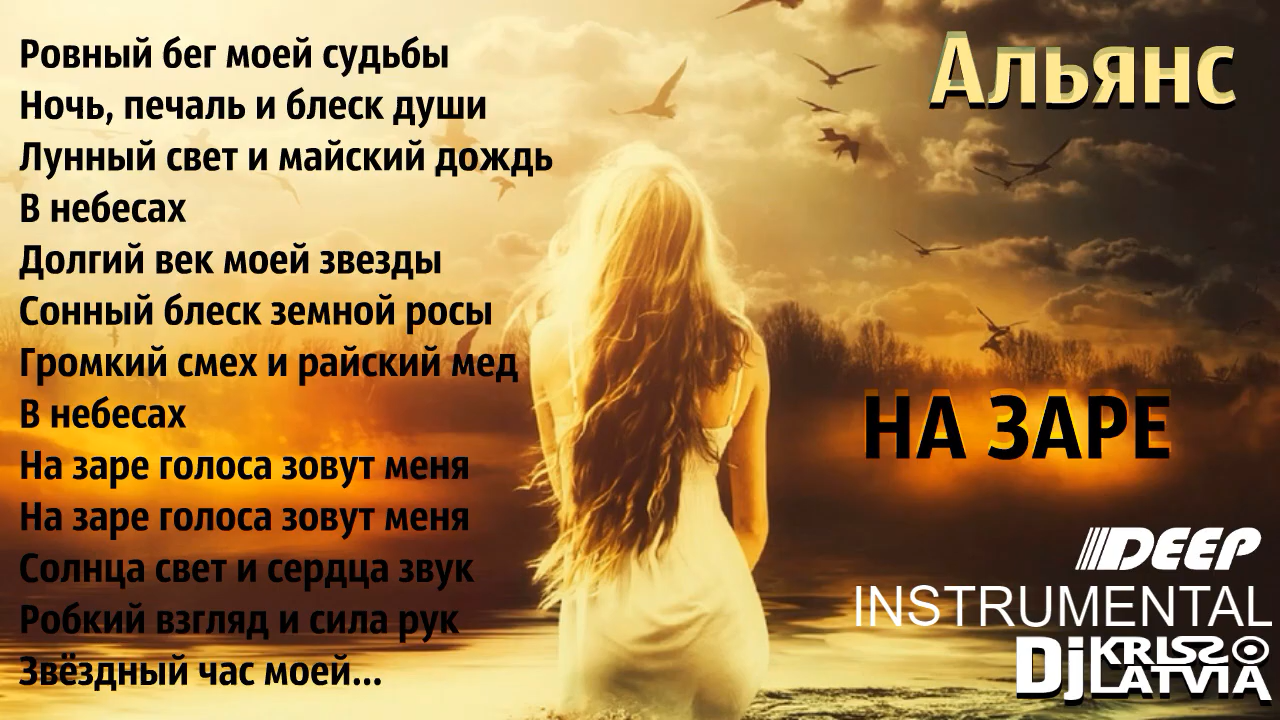 Ровный бег моей судьбы
Ночь, печаль и блеск души
Лунный свет и майский дождь
В небесах
Долгий век моей звезды
Сонный блеск земной росы
Громкий смех и райский мед
В небесах
На заре голоса зовут меня
На заре голоса зовут меня
Солнца свет и сердца звук
Робкий взгляд и сила рук
Звёздный час моей...
Альянс
НА ЗАРЕ
DEEP
INSTRUMENTAL
Dj KRISSO
LATVIA